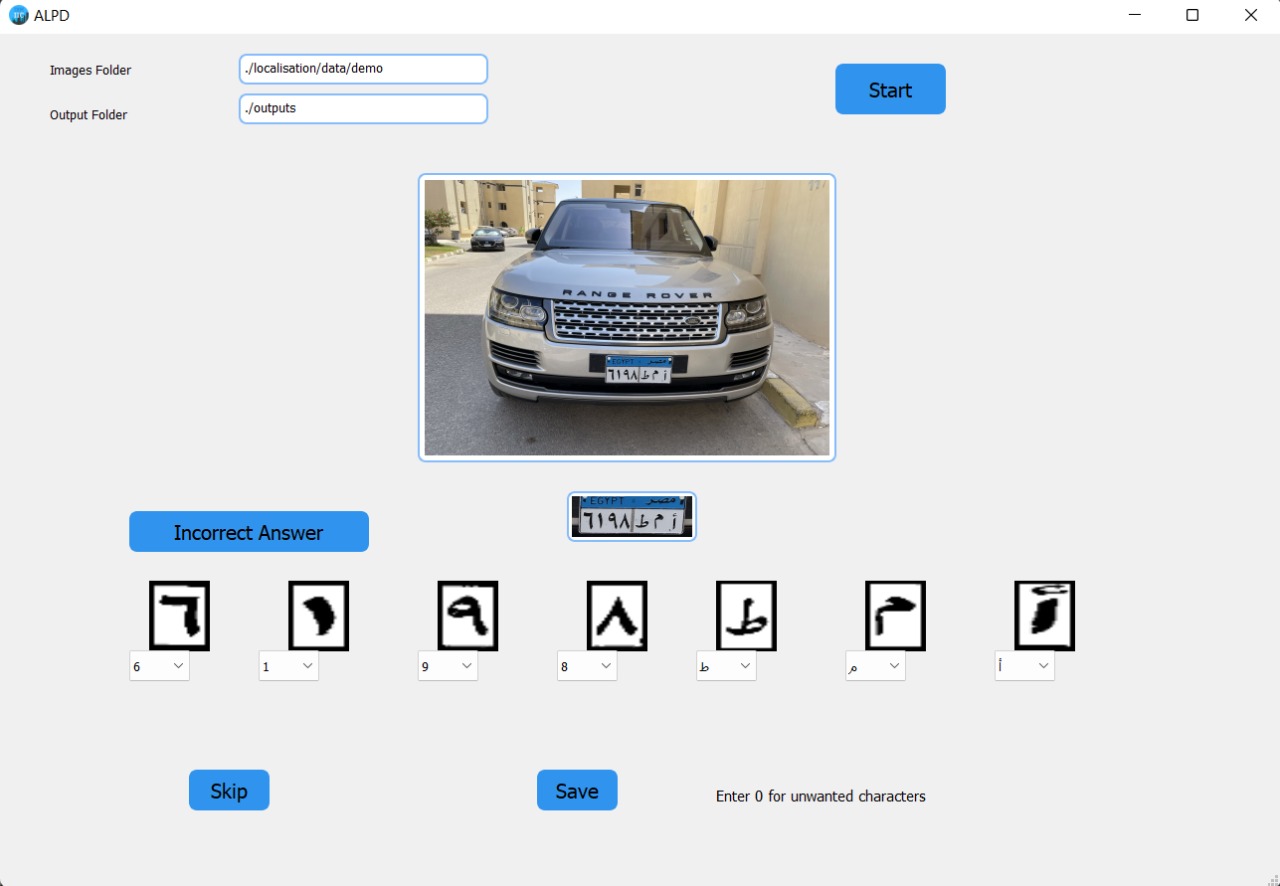 ALPD
Images Folder
./localisation/data/demo
Start
Output Folder
./outputs
RANGE ROVER
EGYPT مصر
٦١٩٨ أ م ط
EGYPT مصر
٦١٩٨ أ م ط
Incorrect Answer
٦ ١ ٩ ٨ ط م أ
6 1 9 8 ط م أ
Skip
Save
Enter 0 for unwanted characters